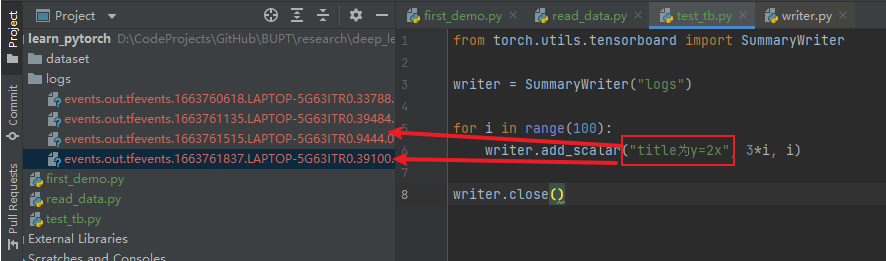 Project
first_demo.py
read_data.py
test_tb.py
writer.py
Project
learn_pytorch D:\CodeProjects\GitHub\BUPT\research\deep_le
dataset
logs
events.out.tfevents.1663760618.LAPTOP-5G63ITR0.33788.
events.out.tfevents.1663761135.LAPTOP-5G63ITR0.39484.
events.out.tfevents.1663761515.LAPTOP-5G63ITR0.9444.0
events.out.tfevents.1663761837.LAPTOP-5G63ITR0.39100.
first_demo.py
read_data.py
test_tb.py
External Libraries
Scratches and Consoles
Commit
Pull Requests
1 from torch.utils.tensorboard import SummaryWriter
3 writer = SummaryWriter("logs")
5 for i in range(100):
6 writer.add_scalar("title为y=2x", 3*i, i)
7
8 writer.close()